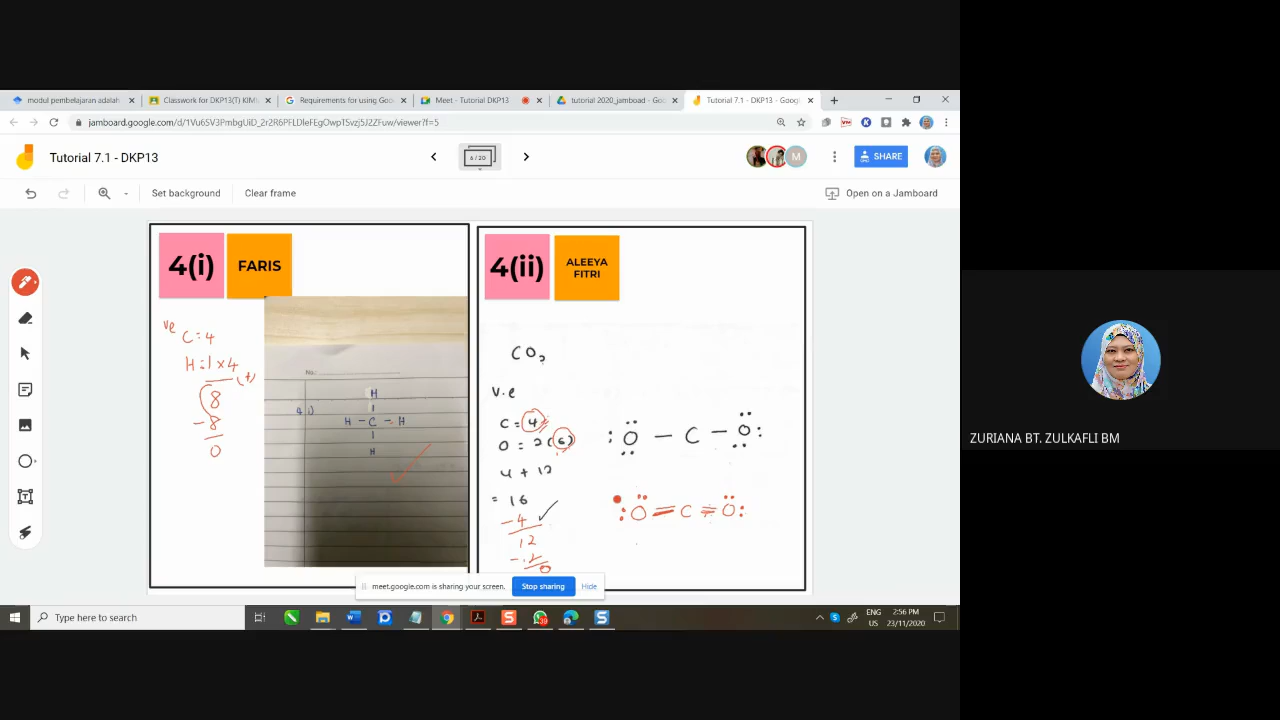 modul pembelajaran adalah
Classwork for DKP13(T) KIM
Requirements for using Goo
Meet - Tutorial DKP13
tutorial 2020_jamboad - Goo
Tutorial 7.1 - DKP13 - Googl
jamboard.google.com/d/1Vu6SV3PmbgUiD_2r2R6PFLDleFEgOwpTSvzj5J2ZFuw/viewer?f=5
Tutorial 7.1 - DKP13
6 / 20
M
SHARE
Set background
Clear frame
Open on a Jamboard
4(i)
FARIS
ve
C = 4
H = 1 x 4
(+)
8
- 8
0
No.:
4 i)
H
H - C - H
H
4(ii)
ALEEYA
FITRI
CO2
v.e
C = 4
O = 2(6)
4 + 12
= 16
- 4
12
:O — C — O:
:O = C = O:
meet.google.com is sharing your screen.
Stop sharing
Hide
ZURIANA BT. ZULKAFLI BM
Type here to search
ENG
US
2:56 PM
23/11/2020